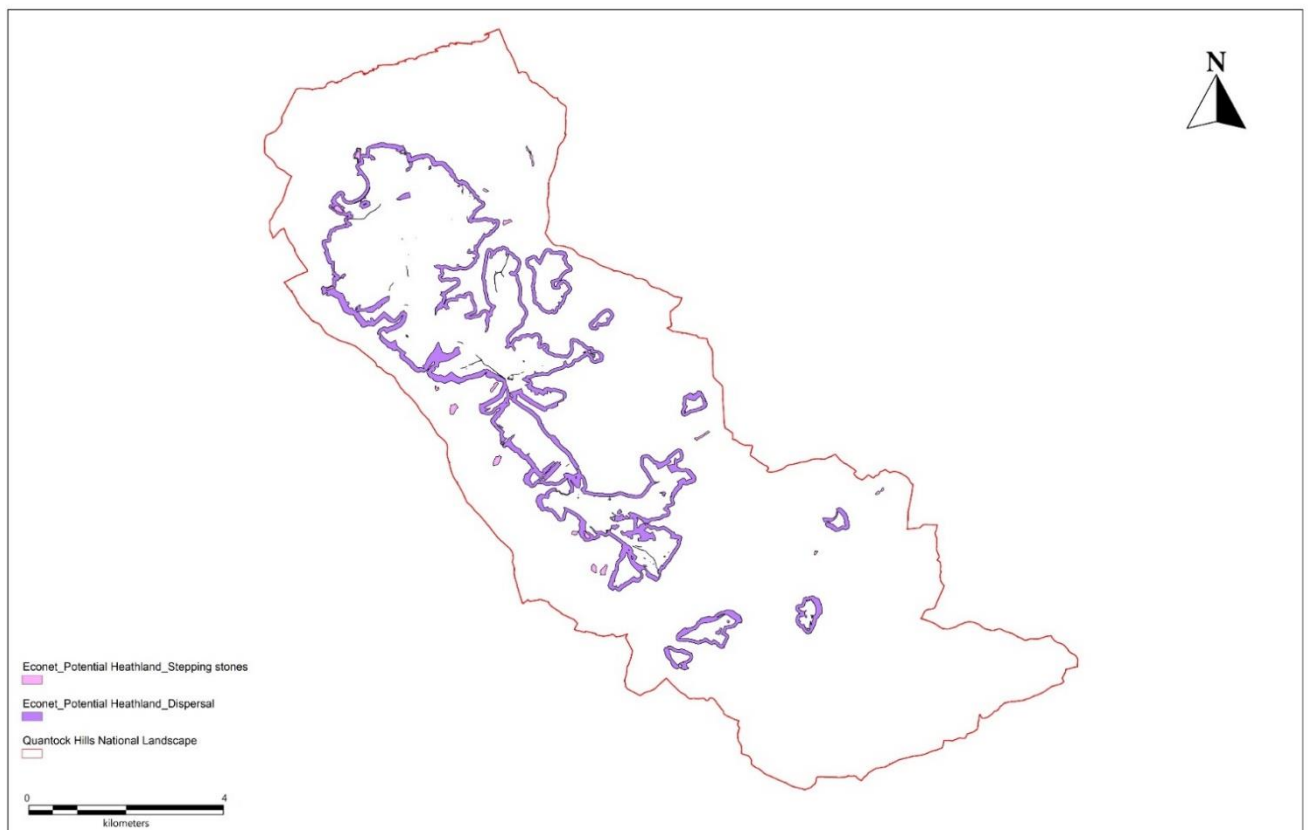 N
Econet_Potential Heathland_Stepping stones
Econet_Potential Heathland_Dispersal
Quantock Hills National Landscape
0 4
kilometers